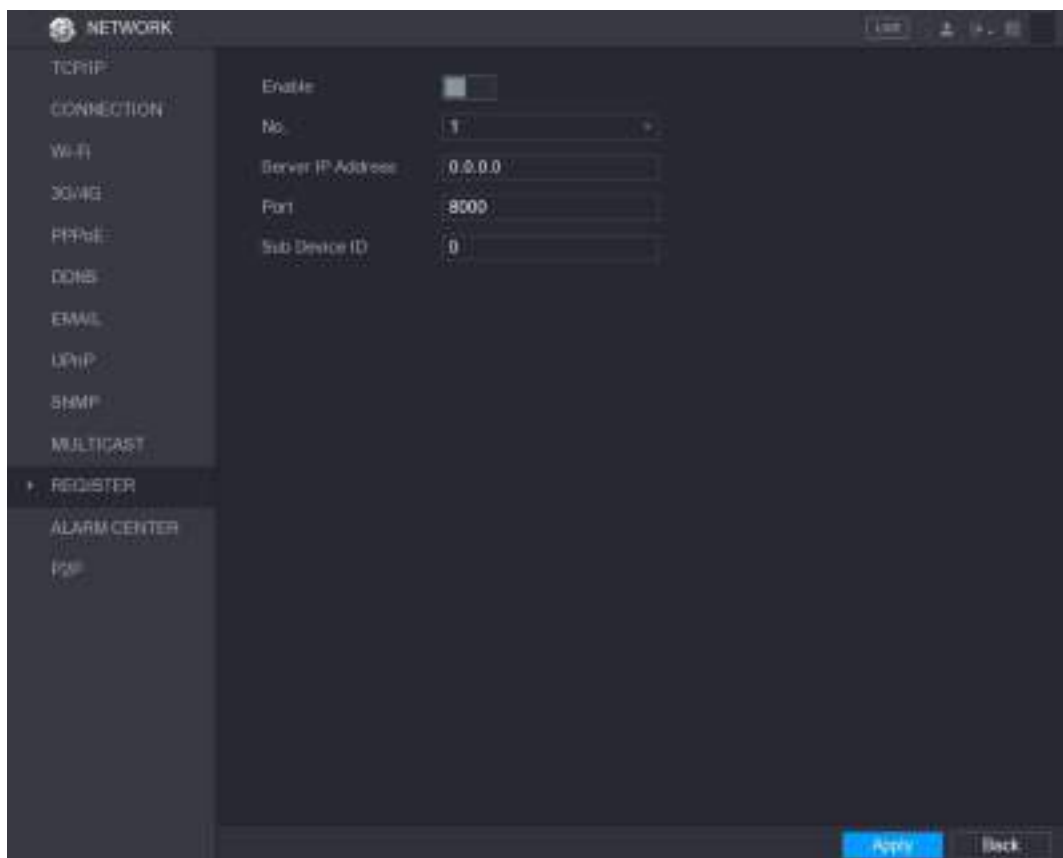 NETWORK
LIVE
TCP/IP
CONNECTION
Wi-Fi
3G/4G
PPPoE
DDNS
EMAIL
UPnP
SNMP
MULTICAST
REGISTER
ALARM CENTER
P2P
Enable
No. 1
Server IP Address 0.0.0.0
Port 8000
Sub Device ID 0
Apply Back